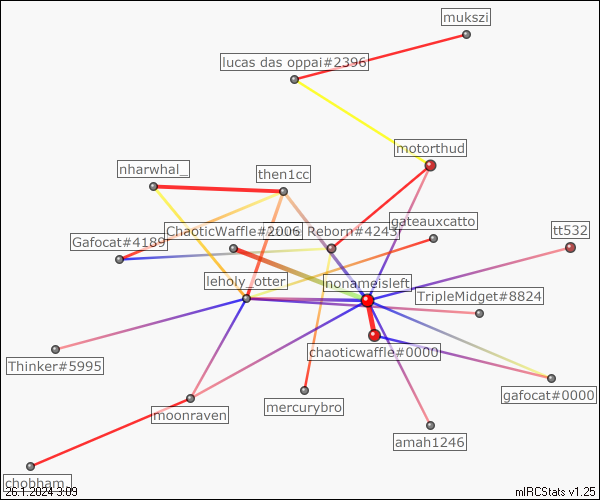 mukszi
lucas das oppai#2396
motorthud
nharwhal_
then1cc
ChaoticWaffle#2006
Reborn#4243
gateauxcatto
tt532
Gafocat#4189
leholy_otter
nonameisleft
TripleMidget#8824
chaoticwaffle#0000
Thinker#5995
gafocat#0000
mercurybro
moonraven
amah1246
chobham_
26.1.2024 3:09
mIRCStats v1.25